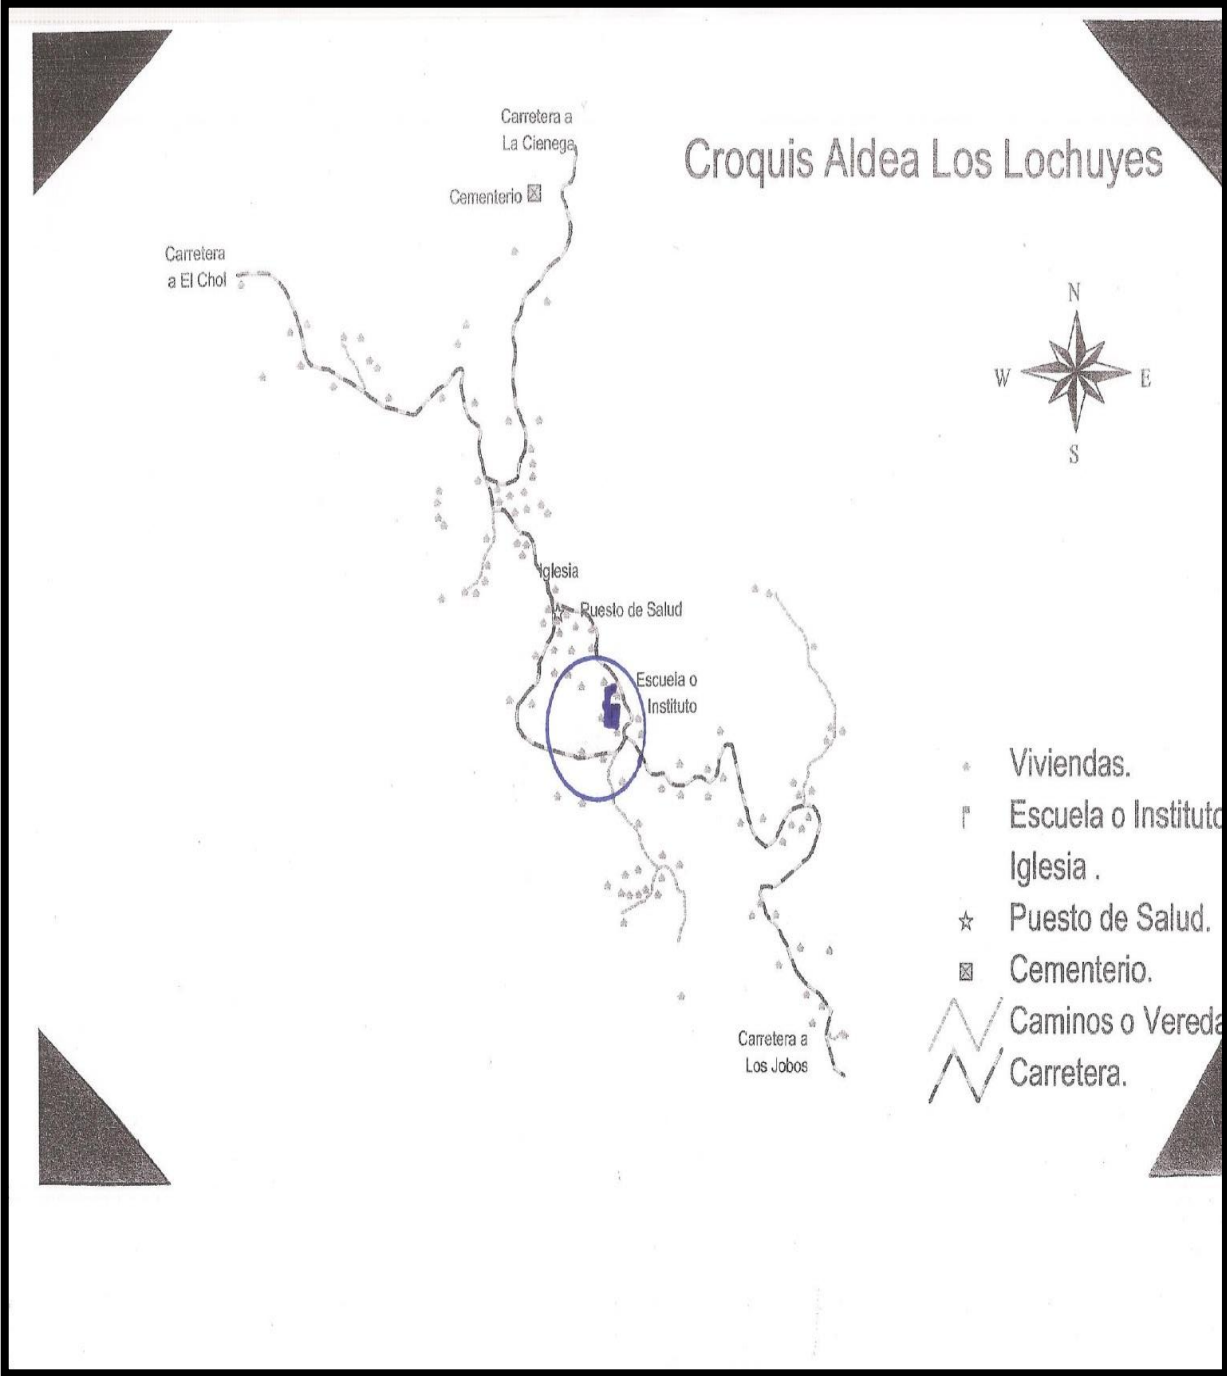 Carretera a
La Cienega
Croquis Aldea Los Lochuyes
Cementerio
Carretera
a El Chol
N
W
E
S
Iglesia
Puesto de Salud
Escuela o
Instituto
Viviendas.
Escuela o Instituto
Iglesia .
Puesto de Salud.
Cementerio.
Caminos o Vereda
Carretera.
Carretera a
Los Jobos